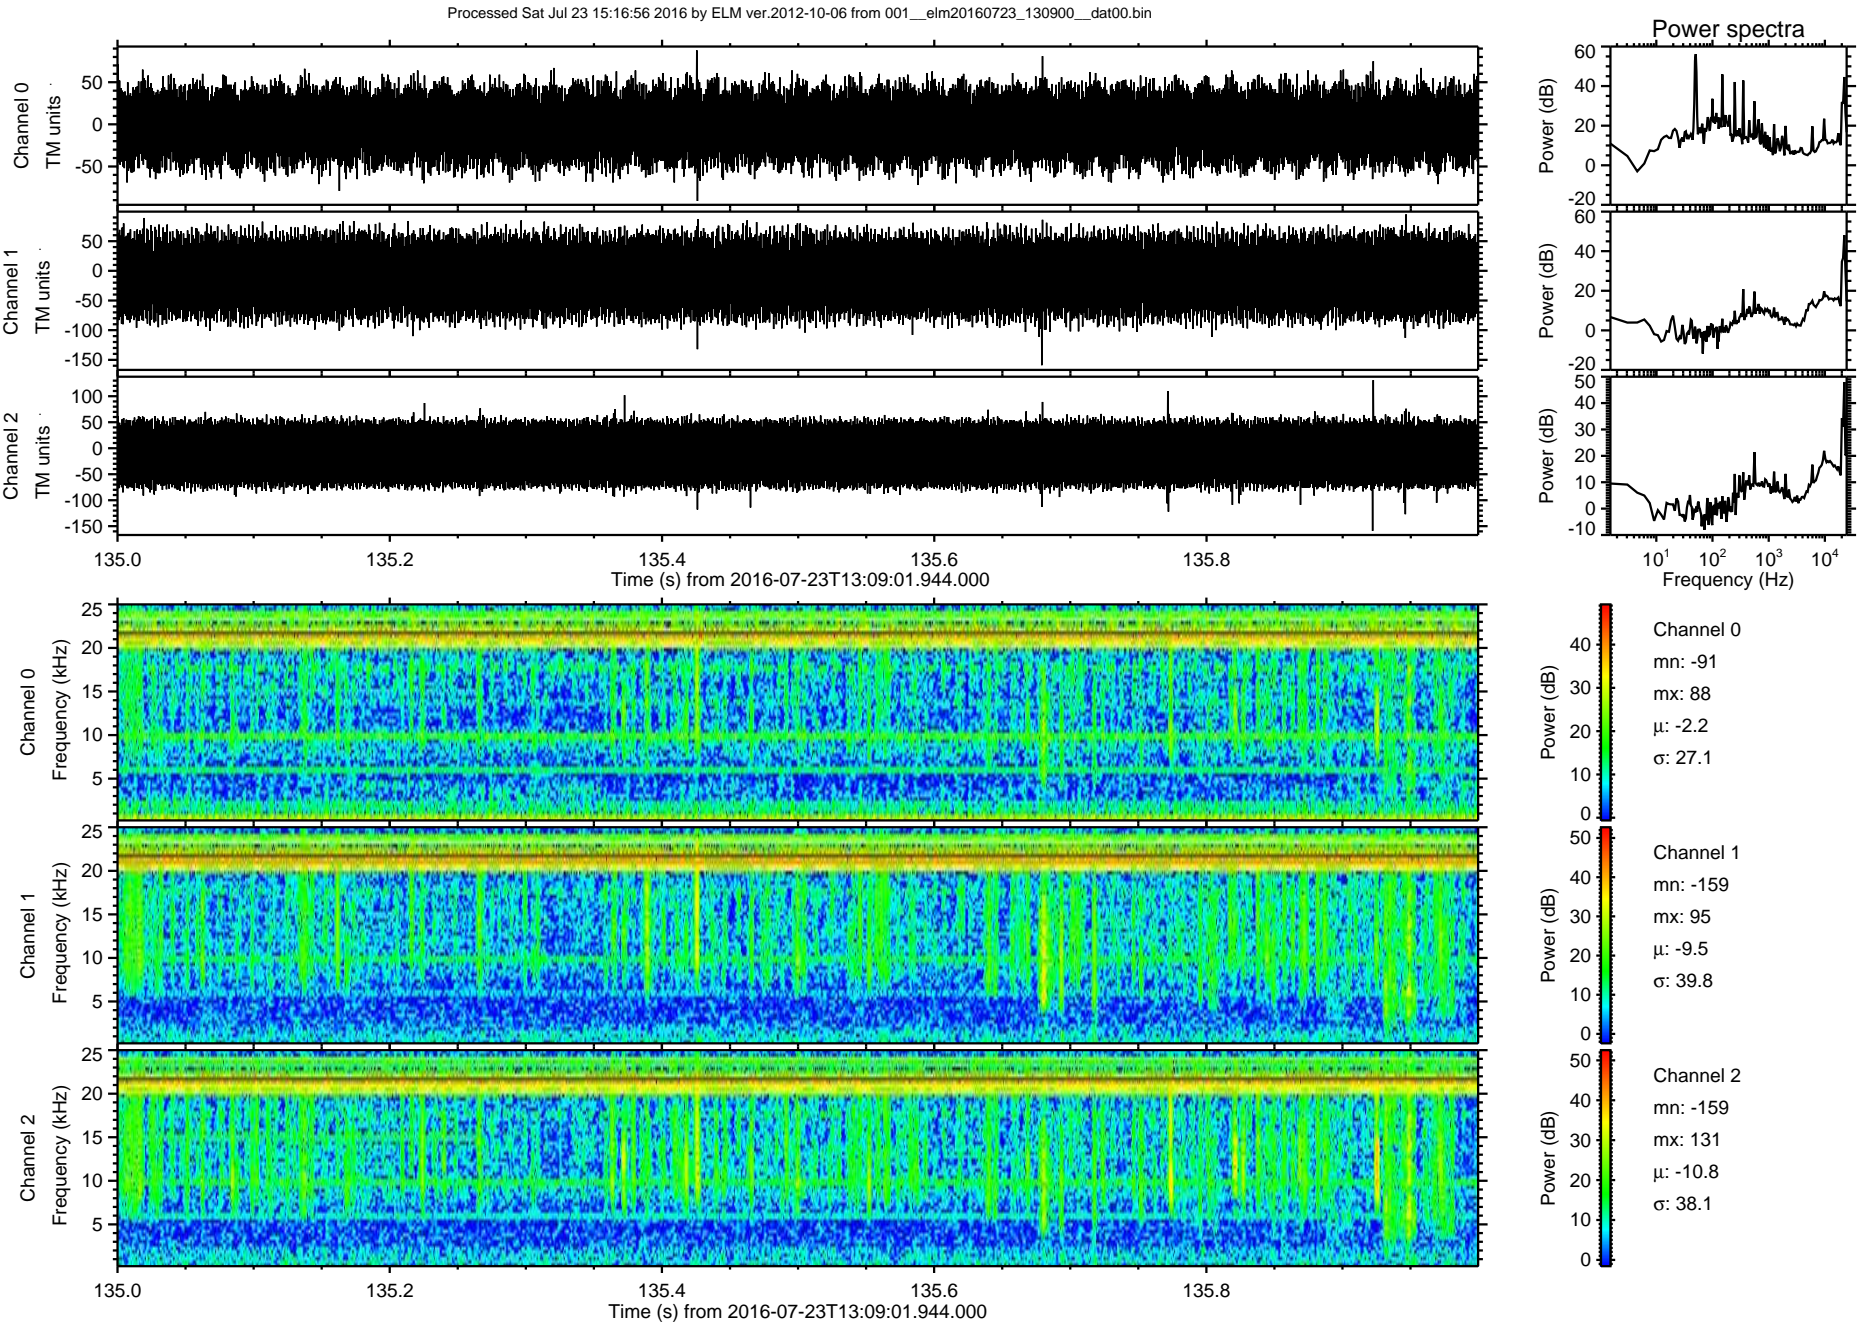 Processed Sat Jul 23 15:16:56 2016 by ELM ver.2012-10-06 from 001__elm20160723_130900__dat00.bin
Power spectra
Channel 0
TM units
50
0
-50
Power (dB)
60
40
20
0
-20
Channel 1
TM units
50
0
-50
-100
-150
Power (dB)
60
40
20
0
-20
Channel 2
TM units
100
50
0
-50
-100
-150
Power (dB)
50
40
30
20
10
0
-10
135.0 135.2 135.4 135.6 135.8
Time (s) from 2016-07-23T13:09:01.944.000
10^1 10^2 10^3 10^4
Frequency (Hz)
Channel 0
Frequency (kHz)
25
20
15
10
5
Power (dB)
40
30
20
10
0
Channel 0
mn: -91
mx: 88
μ: -2.2
σ: 27.1
Channel 1
Frequency (kHz)
25
20
15
10
5
Power (dB)
50
40
30
20
10
0
Channel 1
mn: -159
mx: 95
μ: -9.5
σ: 39.8
Channel 2
Frequency (kHz)
25
20
15
10
5
Power (dB)
50
40
30
20
10
0
Channel 2
mn: -159
mx: 131
μ: -10.8
σ: 38.1
135.0 135.2 135.4 135.6 135.8
Time (s) from 2016-07-23T13:09:01.944.000